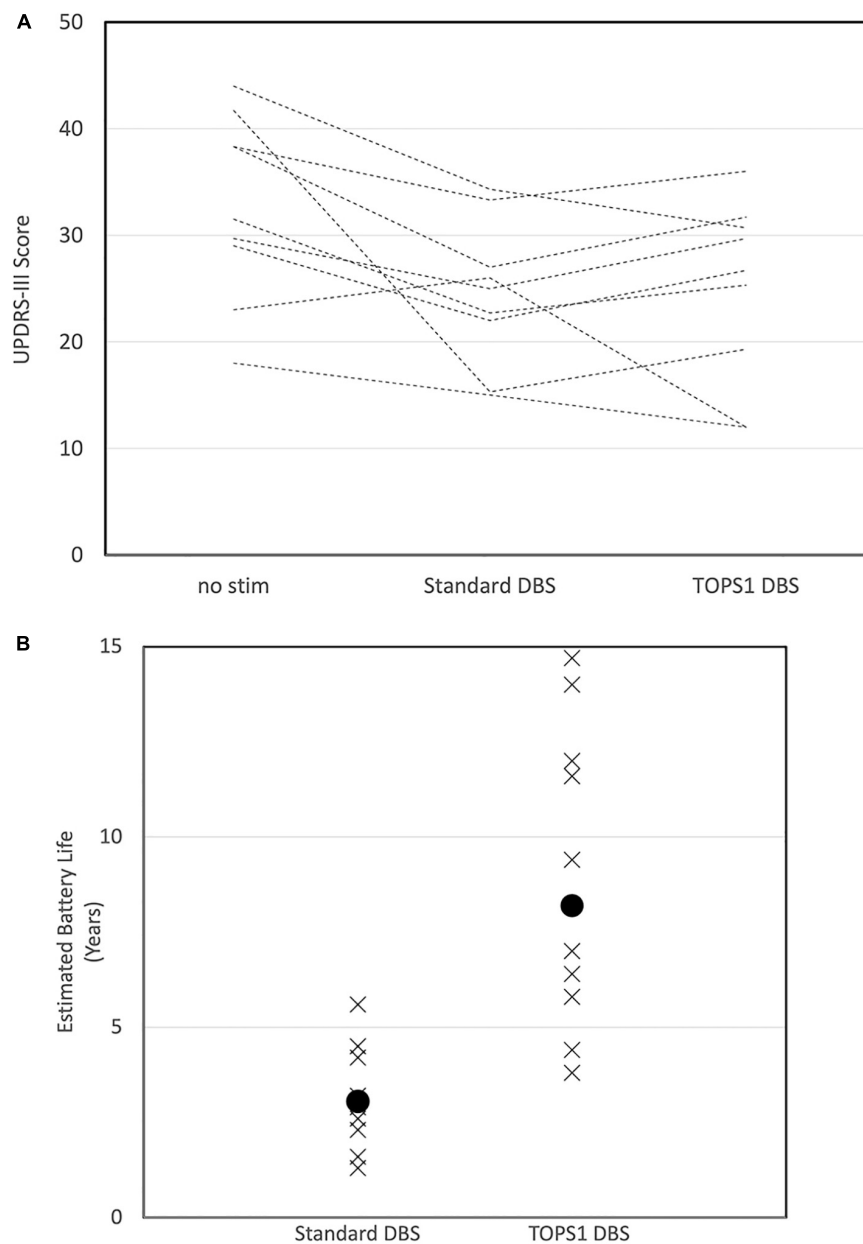 A
50
40
30
20
10
0
UPDRS-III Score
no stim Standard DBS TOPS1 DBS
B
15
10
5
0
Estimated Battery Life
(Years)
Standard DBS TOPS1 DBS